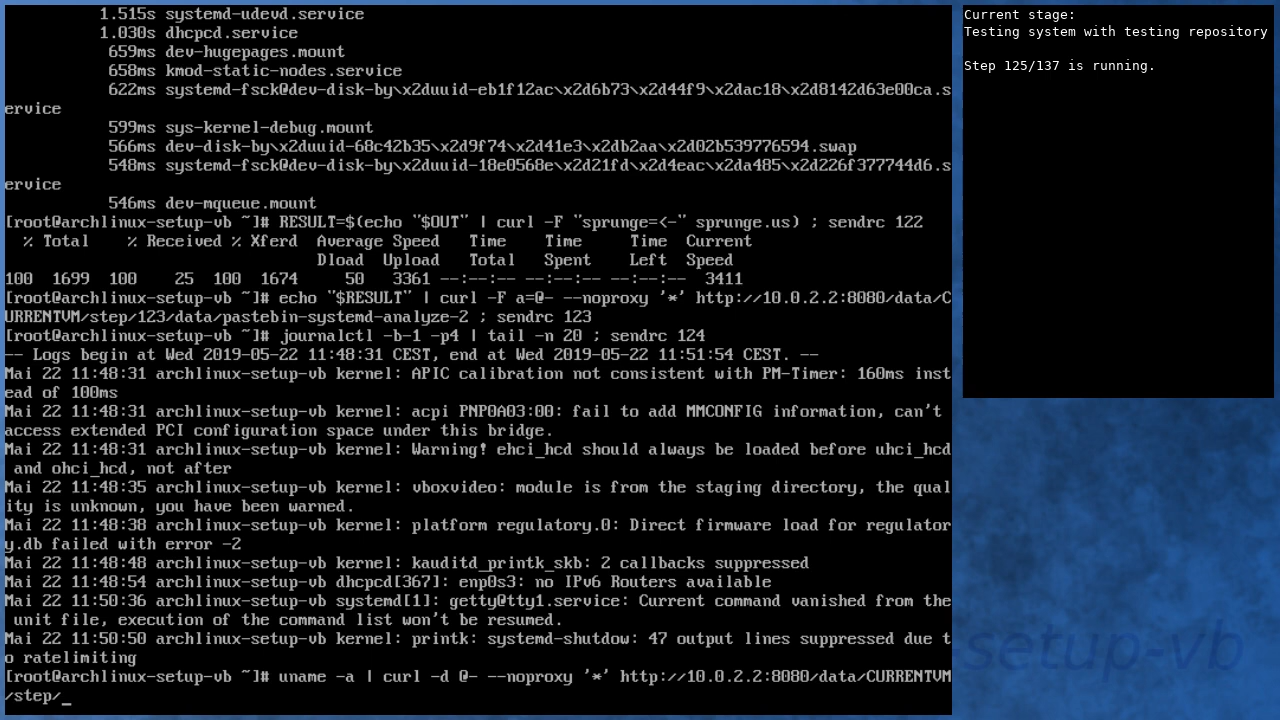 1.515s systemd-udevd.service
1.030s dhcpcd.service
659ms dev-hugepages.mount
658ms kmod-static-nodes.service
622ms systemd-fsck@dev-disk-by\x2duuid-eb1f12ac\x2d6b73\x2d44f9\x2dac18\x2d8142d63e00ca.s
ervice
599ms sys-kernel-debug.mount
566ms dev-disk-by\x2duuid-68c42b35\x2d9f74\x2d41e3\x2db2aa\x2d02b539776594.swap
548ms systemd-fsck@dev-disk-by\x2duuid-18e0568e\x2d21fd\x2d4eac\x2da485\x2d226f377744d6.s
ervice
546ms dev-mqueue.mount
[root@archlinux-setup-vb ~]# RESULT=$(echo "$OUT" | curl -F "sprunge=<-" sprunge.us) ; sendrc 122
% Total    % Received % Xferd  Average Speed   Time    Time     Time  Current
Dload  Upload   Total   Spent    Left  Speed
100  1699  100    25  100  1674     50   3361 --:--:-- --:--:-- --:--:--  3411
[root@archlinux-setup-vb ~]# echo "$RESULT" | curl -F a=@- --noproxy '*' http://10.0.2.2:8080/data/C
URRENTVM/step/123/data/pastebin-systemd-analyze-2 ; sendrc 123
[root@archlinux-setup-vb ~]# journalctl -b-1 -p4 | tail -n 20 ; sendrc 124
-- Logs begin at Wed 2019-05-22 11:48:31 CEST, end at Wed 2019-05-22 11:51:54 CEST. --
Mai 22 11:48:31 archlinux-setup-vb kernel: APIC calibration not consistent with PM-Timer: 160ms inst
ead of 100ms
Mai 22 11:48:31 archlinux-setup-vb kernel: acpi PNP0A03:00: fail to add MMCONFIG information, can't
access extended PCI configuration space under this bridge.
Mai 22 11:48:31 archlinux-setup-vb kernel: Warning! ehci_hcd should always be loaded before uhci_hcd
and ohci_hcd, not after
Mai 22 11:48:35 archlinux-setup-vb kernel: vboxvideo: module is from the staging directory, the qual
ity is unknown, you have been warned.
Mai 22 11:48:38 archlinux-setup-vb kernel: platform regulatory.0: Direct firmware load for regulator
y.db failed with error -2
Mai 22 11:48:48 archlinux-setup-vb kernel: kauditd_printk_skb: 2 callbacks suppressed
Mai 22 11:48:54 archlinux-setup-vb dhcpcd[367]: enp0s3: no IPv6 Routers available
Mai 22 11:50:36 archlinux-setup-vb systemd[1]: getty@tty1.service: Current command vanished from the
unit file, execution of the command list won't be resumed.
Mai 22 11:50:50 archlinux-setup-vb kernel: printk: systemd-shutdow: 47 output lines suppressed due t
o ratelimiting
[root@archlinux-setup-vb ~]# uname -a | curl -d @- --noproxy '*' http://10.0.2.2:8080/data/CURRENTVM
/step/_
Current stage:
Testing system with testing repository
Step 125/137 is running.
setup-vb